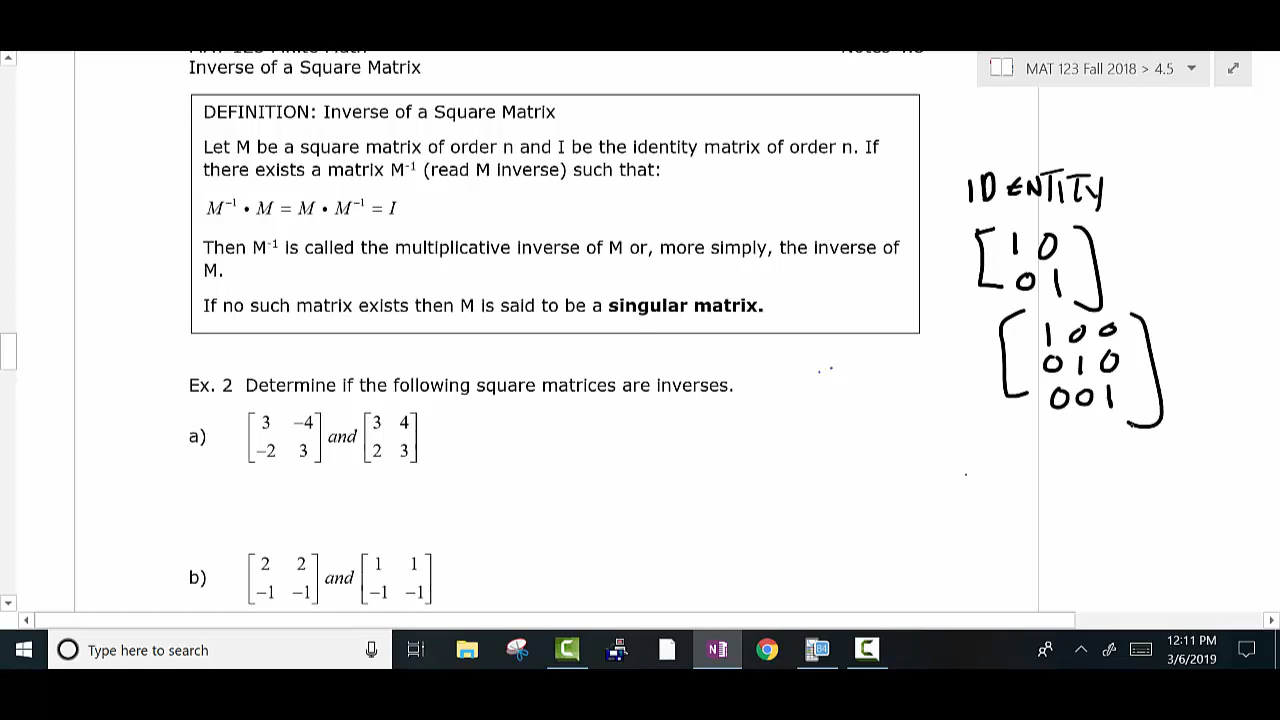 Inverse of a Square Matrix
MAT 123 Fall 2018 > 4.5
DEFINITION: Inverse of a Square Matrix
Let M be a square matrix of order n and I be the identity matrix of order n. If
there exists a matrix M⁻¹ (read M inverse) such that:
M⁻¹ • M = M • M⁻¹ = I
Then M⁻¹ is called the multiplicative inverse of M or, more simply, the inverse of
M.
If no such matrix exists then M is said to be a singular matrix.
IDENTITY
1 0
0 1
1 0 0
0 1 0
0 0 1
Ex. 2 Determine if the following square matrices are inverses.
a) [3 −4] and [3 4]
[−2 3] [2 3]
b) [2 2] and [1 1]
[−1 −1] [−1 −1]
Type here to search
84
12:11 PM
3/6/2019